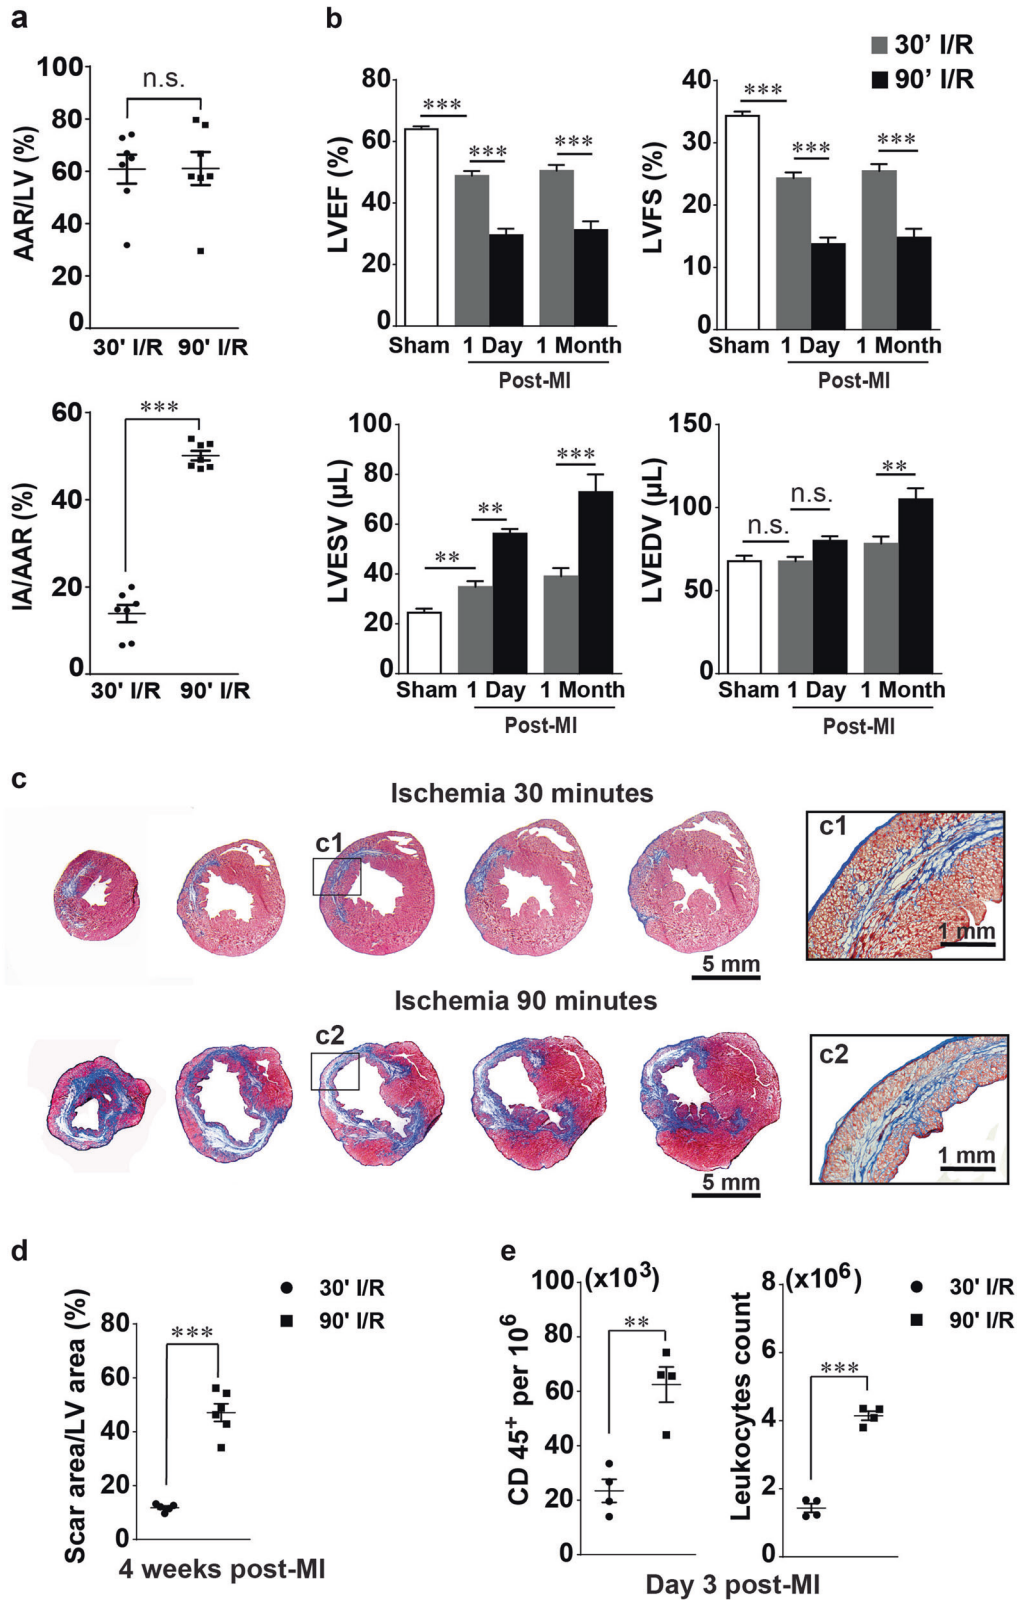 a
AAR/LV (%)
100
80
60
40
20
0
n.s.
30' I/R 90' I/R
IA/AAR (%)
60
40
20
0
***
30' I/R 90' I/R
b
30’ I/R
90’ I/R
LVEF (%)
80
60
40
20
0
***
***
***
Sham 1 Day 1 Month
Post-MI
LVFS (%)
40
30
20
10
0
***
***
***
Sham 1 Day 1 Month
Post-MI
LVESV (µL)
100
80
60
40
20
0
**
**
***
Sham 1 Day 1 Month
Post-MI
LVEDV (µL)
150
100
50
0
n.s.
n.s.
**
Sham 1 Day 1 Month
Post-MI
c
Ischemia 30 minutes
c1
5 mm
c1
1 mm
Ischemia 90 minutes
c2
5 mm
c2
1 mm
d
30' I/R
90' I/R
Scar area/LV area (%)
80
60
40
20
0
***
4 weeks post-MI
e
CD 45⁺ per 10⁶
100 (x10³)
80
60
40
20
0
**
Leukocytes count
8 (x10⁶)
6
4
2
0
***
30' I/R
90' I/R
Day 3 post-MI